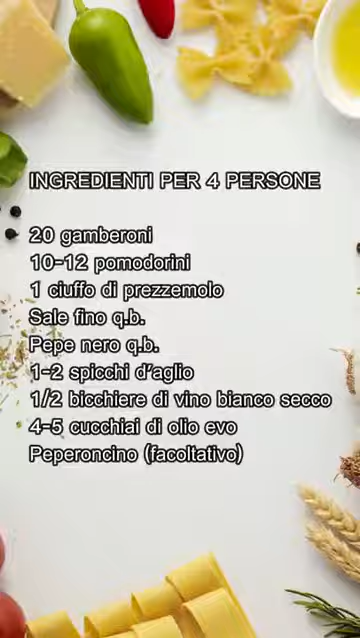 INGREDIENTI PER 4 PERSONE
20 gamberoni
10-12 pomodorini
1 ciuffo di prezzemolo
Sale fino q.b.
Pepe nero q.b.
1-2 spicchi d'aglio
1/2 bicchiere di vino bianco secco
4-5 cucchiai di olio evo
Peperoncino (facoltativo)